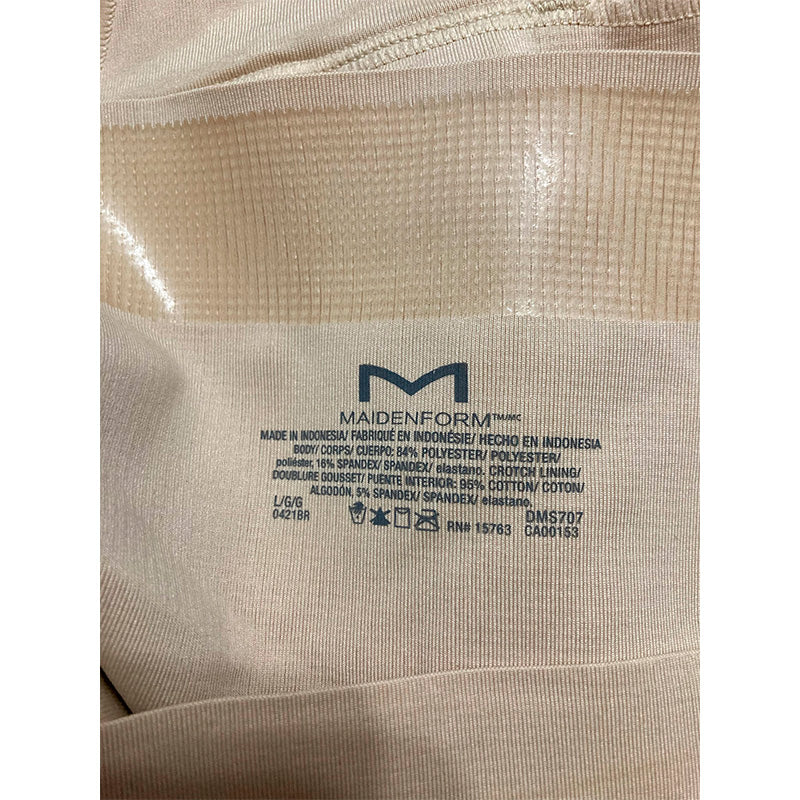 MAIDENFORM™/MC
MADE IN INDONESIA/ FABRIQUÉ EN INDONÉSIE/ HECHO EN INDONESIA
BODY/ CORPS/ CUERPO: 84% POLYESTER/ POLYESTER/
poliéster, 16% SPANDEX/ SPANDEX/ elastano. CROTCH LINING/
DOUBLURE GOUSSET/ PUENTE INTERIOR: 95% COTTON/ COTON/
ALGODÓN, 5% SPANDEX/ SPANDEX/ elastano.
L/G/G
0421BR
RN# 15763
DMS707
CA00153